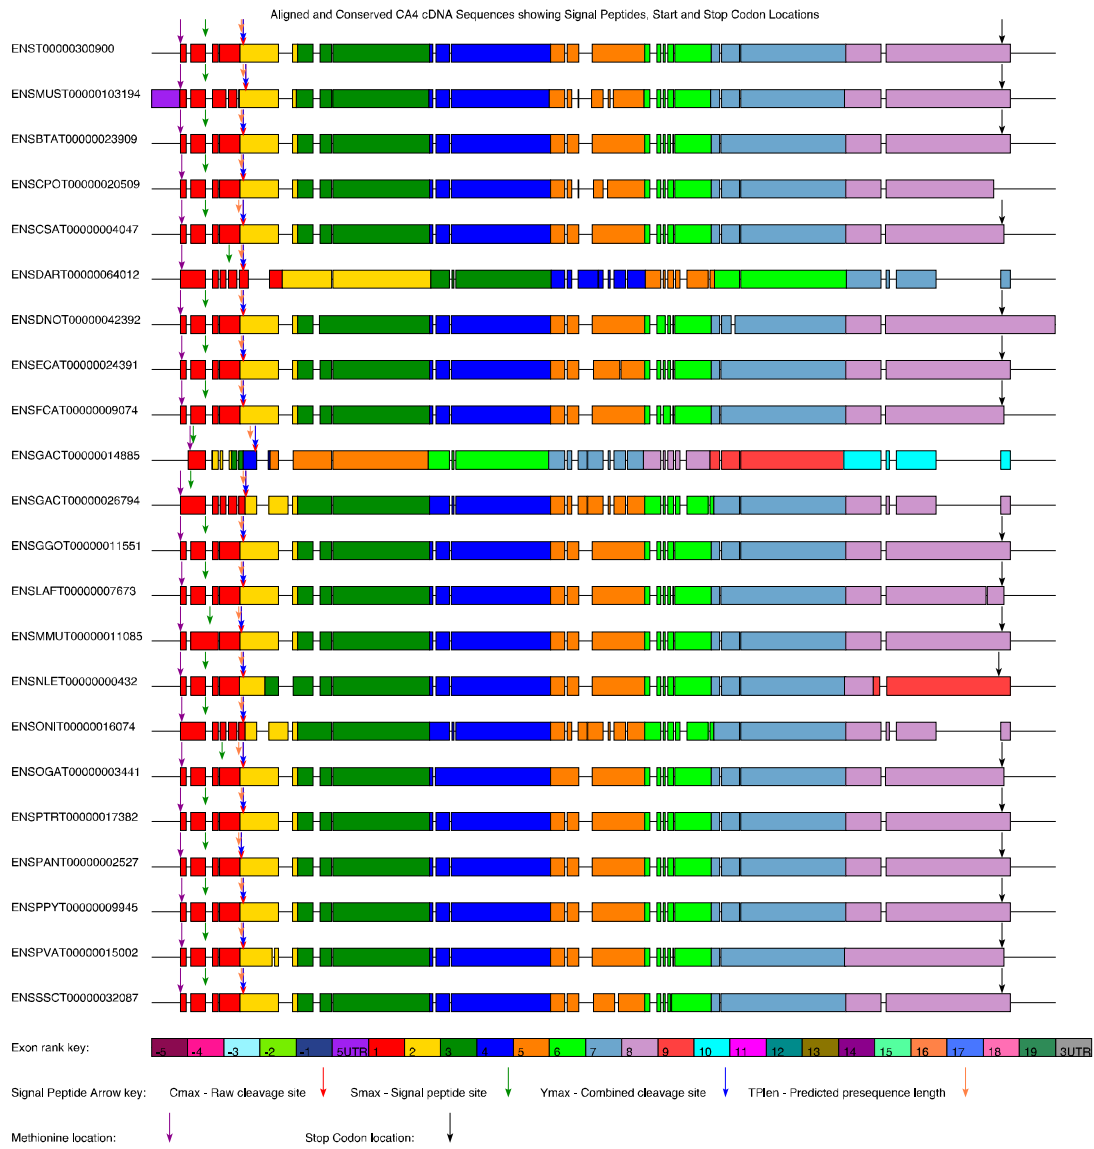 Aligned and Conserved CA4 cDNA Sequences showing Signal Peptides, Start and Stop Codon Locations
ENST00000300900
ENSMUST00000103194
ENSBTAT00000023909
ENSCPOT00000020509
ENSCSAT00000004047
ENSDART00000064012
ENSDNOT00000042392
ENSECAT00000024391
ENSFCAT00000009074
ENSGACT00000014885
ENSGACT00000026794
ENSGGOT00000011551
ENSLAFT00000007673
ENSMMUT00000011085
ENSNLET00000000432
ENSONIT00000016074
ENSOGAT00000003441
ENSPTRT00000017382
ENSPANT00000002527
ENSPPYT00000009945
ENSPVAT00000015002
ENSSSCT00000032087
Exon rank key: -5 -4 -3 -2 -1 5UTR 1 2 3 4 5 6 7 8 9 10 11 12 13 14 15 16 17 18 19 3UTR
Signal Peptide Arrow key: Cmax - Raw cleavage site Smax - Signal peptide site Ymax - Combined cleavage site TPlen - Predicted presequence length
Methionine location: Stop Codon location: